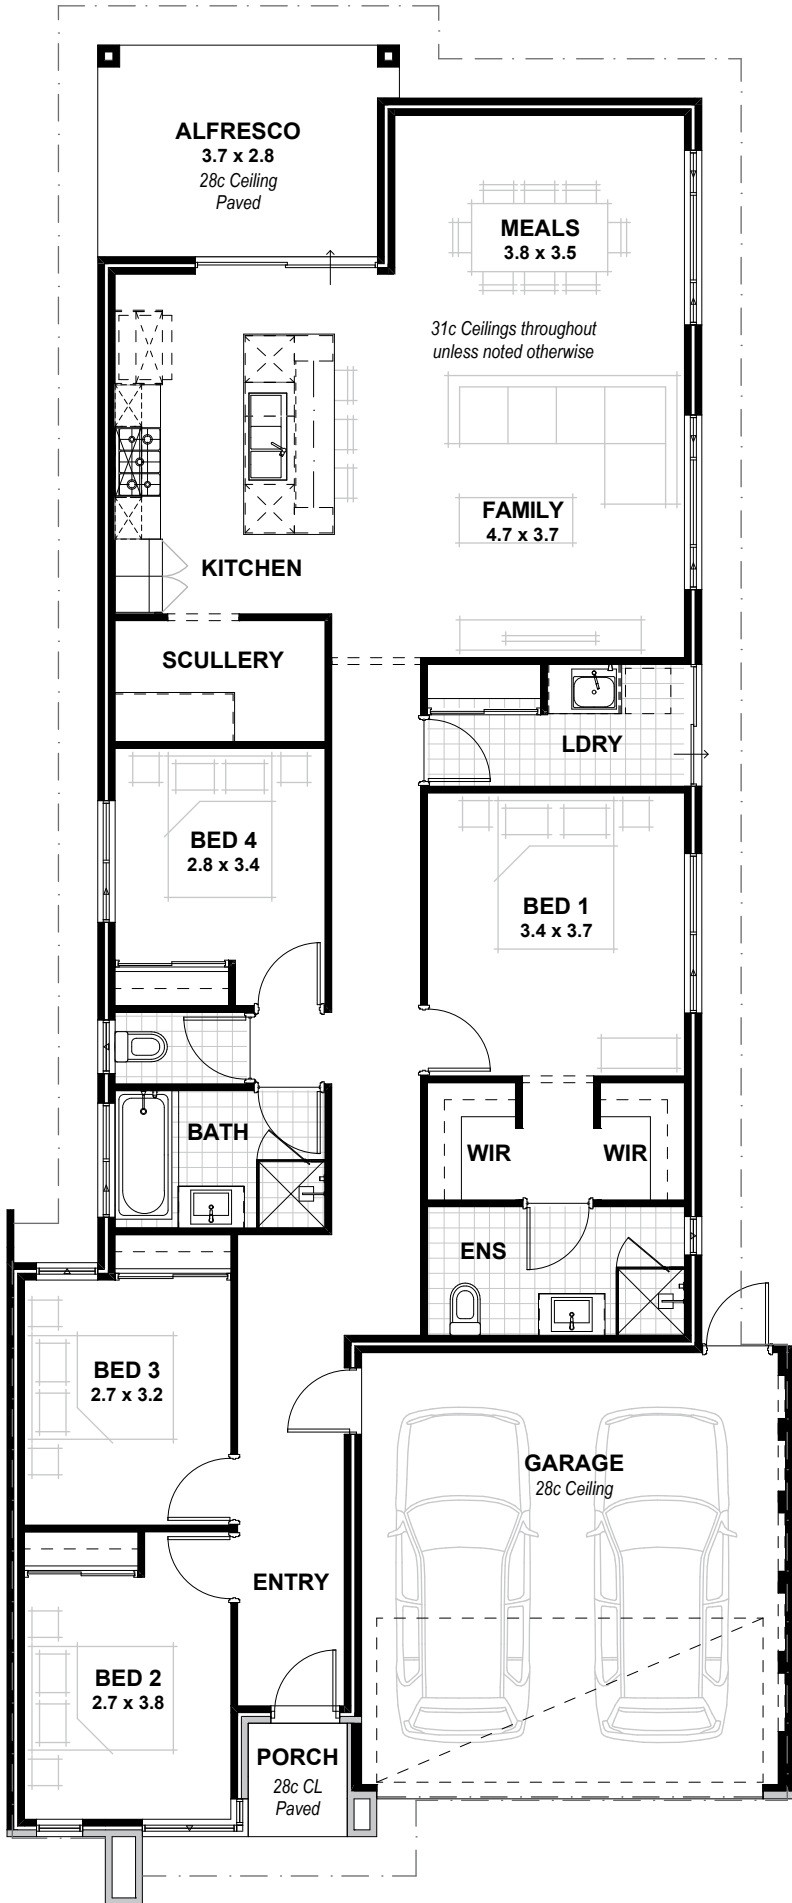 ALFRESCO
3.7 x 2.8
28c Ceiling
Paved
MEALS
3.8 x 3.5
31c Ceilings throughout
unless noted otherwise
FAMILY
4.7 x 3.7
KITCHEN
SCULLERY
LDRY
BED 4
2.8 x 3.4
BED 1
3.4 x 3.7
BATH
WIR
WIR
ENS
BED 3
2.7 x 3.2
GARAGE
28c Ceiling
ENTRY
BED 2
2.7 x 3.8
PORCH
28c CL
Paved